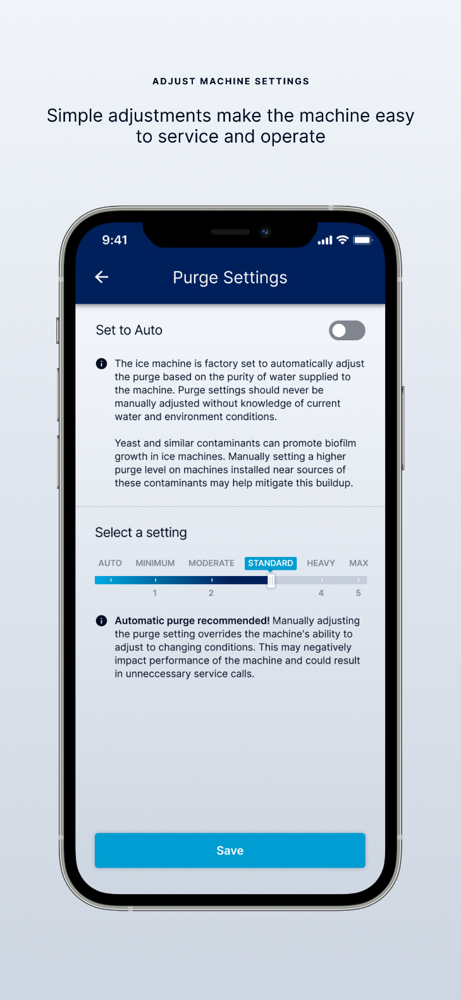 ADJUST MACHINE SETTINGS
Simple adjustments make the machine easy
to service and operate
9:41
Purge Settings
Set to Auto
The ice machine is factory set to automatically adjust
the purge based on the purity of water supplied to
the machine. Purge settings should never be
manually adjusted without knowledge of current
water and environment conditions.
Yeast and similar contaminants can promote biofilm
growth in ice machines. Manually setting a higher
purge level on machines installed near sources of
these contaminants may help mitigate this buildup.
Select a setting
AUTO MINIMUM MODERATE STANDARD HEAVY MAX
1 2 4 5
Automatic purge recommended! Manually adjusting
the purge setting overrides the machine's ability to
adjust to changing conditions. This may negatively
impact performance of the machine and could result
in unneccessary service calls.
Save